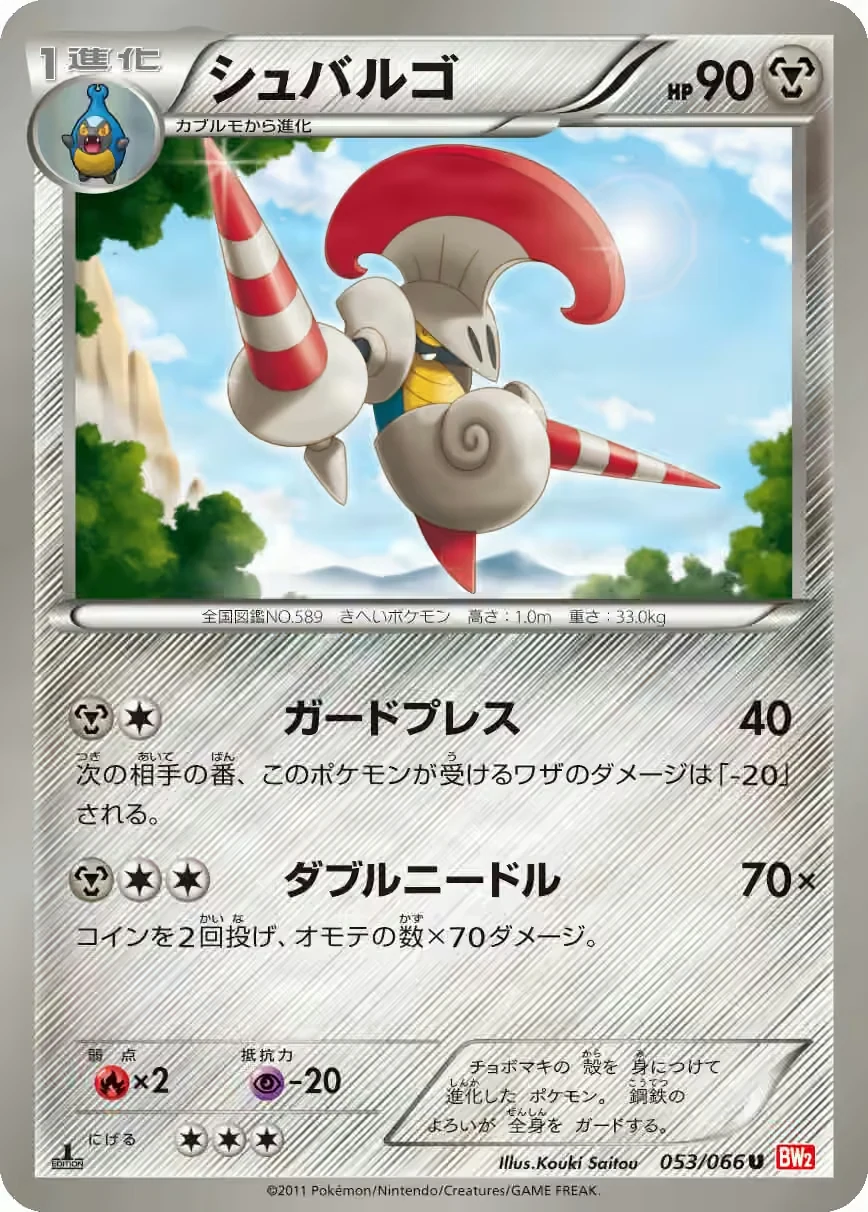 1進化
シュバルゴ
HP90
カブルモから進化
全国図鑑NO.589 きへいポケモン 高さ:1.0m 重さ:33.0kg
ガードプレス 40
次の相手の番、このポケモンが受けるワザのダメージは「-20」
される。
ダブルニードル 70×
コインを2回投げ、オモテの数×70ダメージ。
弱点 抵抗力
×2 -20
にげる
チョボマキの 殻を 身につけて
進化した ポケモン。 鋼鉄の
よろいが 全身を ガードする。
1 EDITION
Illus.Kouki Saitou 053/066 U BW2
©2011 Pokémon/Nintendo/Creatures/GAME FREAK.